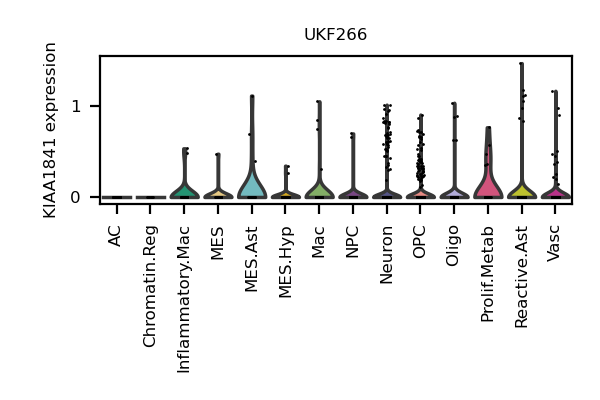 UKF266
KIAA1841 expression
1
0
AC
Chromatin.Reg
Inflammatory.Mac
MES
MES.Ast
MES.Hyp
Mac
NPC
Neuron
OPC
Oligo
Prolif.Metab
Reactive.Ast
Vasc